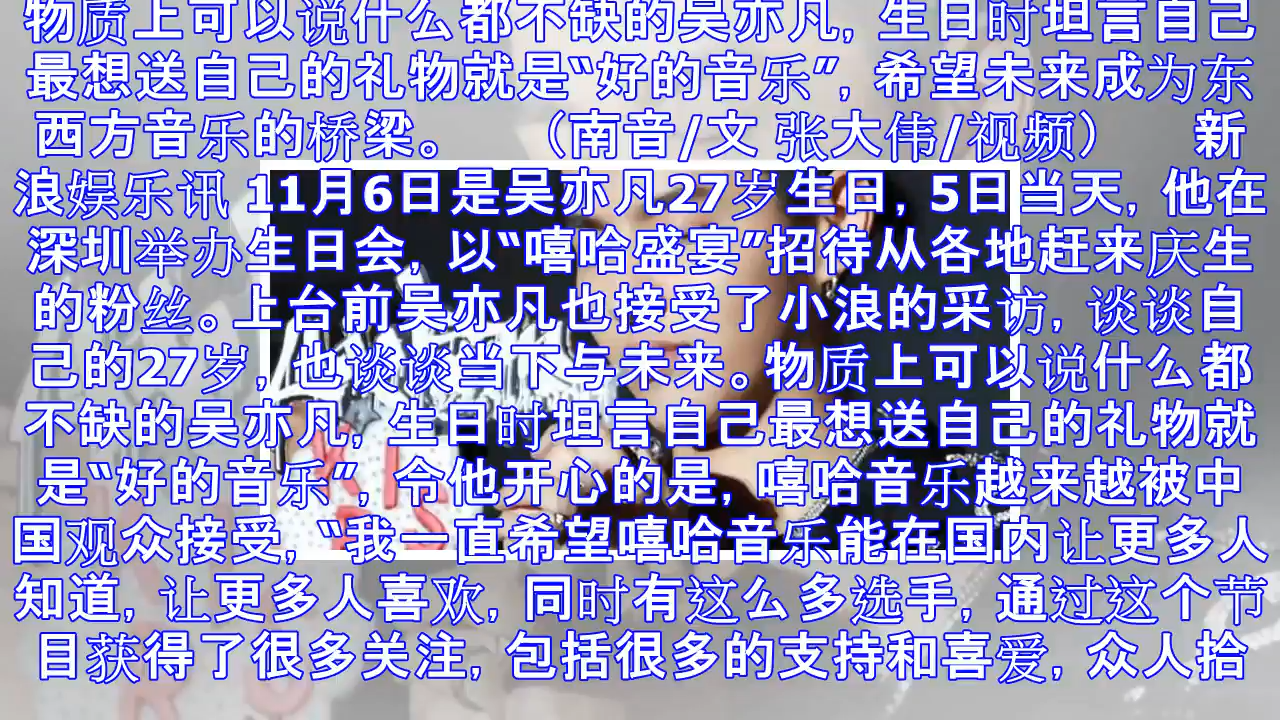 物质上可以说什么都不缺的吴亦凡，生日时坦言自己
最想送自己的礼物就是“好的音乐”，希望未来成为东
西方音乐的桥梁。　　（南音/文 张大伟/视频）　　新
浪娱乐讯 11月6日是吴亦凡27岁生日，5日当天，他在
深圳举办生日会，以“嘻哈盛宴”招待从各地赶来庆生
的粉丝。上台前吴亦凡也接受了小浪的采访，谈谈自
己的27岁，也谈谈当下与未来。物质上可以说什么都
不缺的吴亦凡，生日时坦言自己最想送自己的礼物就
是“好的音乐”，令他开心的是，嘻哈音乐越来越被中
国观众接受，“我一直希望嘻哈音乐能在国内让更多人
知道，让更多人喜欢，同时有这么多选手，通过这个节
目获得了很多关注，包括很多的支持和喜爱，众人拾